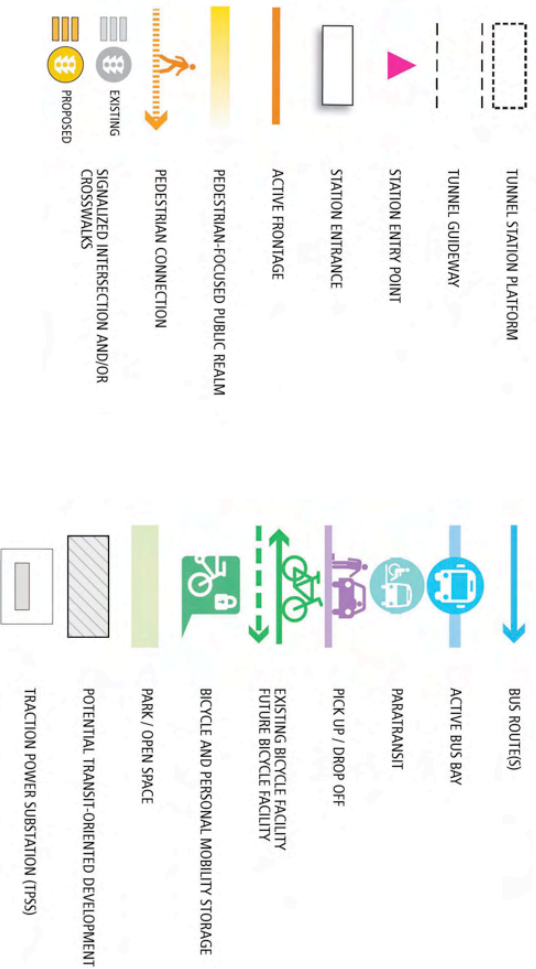 TUNNEL STATION PLATFORM
TUNNEL GUIDEWAY
STATION ENTRY POINT
STATION ENTRANCE
ACTIVE FRONTAGE
PEDESTRIAN-FOCUSED PUBLIC REALM
PEDESTRIAN CONNECTION
EXISTING
PROPOSED
SIGNALIZED INTERSECTION AND/OR
CROSSWALKS
BUS ROUTE(S)
ACTIVE BUS BAY
PARATRANSIT
PICK UP / DROP OFF
EXISTING BICYCLE FACILITY
FUTURE BICYCLE FACILITY
BICYCLE AND PERSONAL MOBILITY STORAGE
PARK / OPEN SPACE
POTENTIAL TRANSIT-ORIENTED DEVELOPMENT
TRACTION POWER SUBSTATION (TPSS)